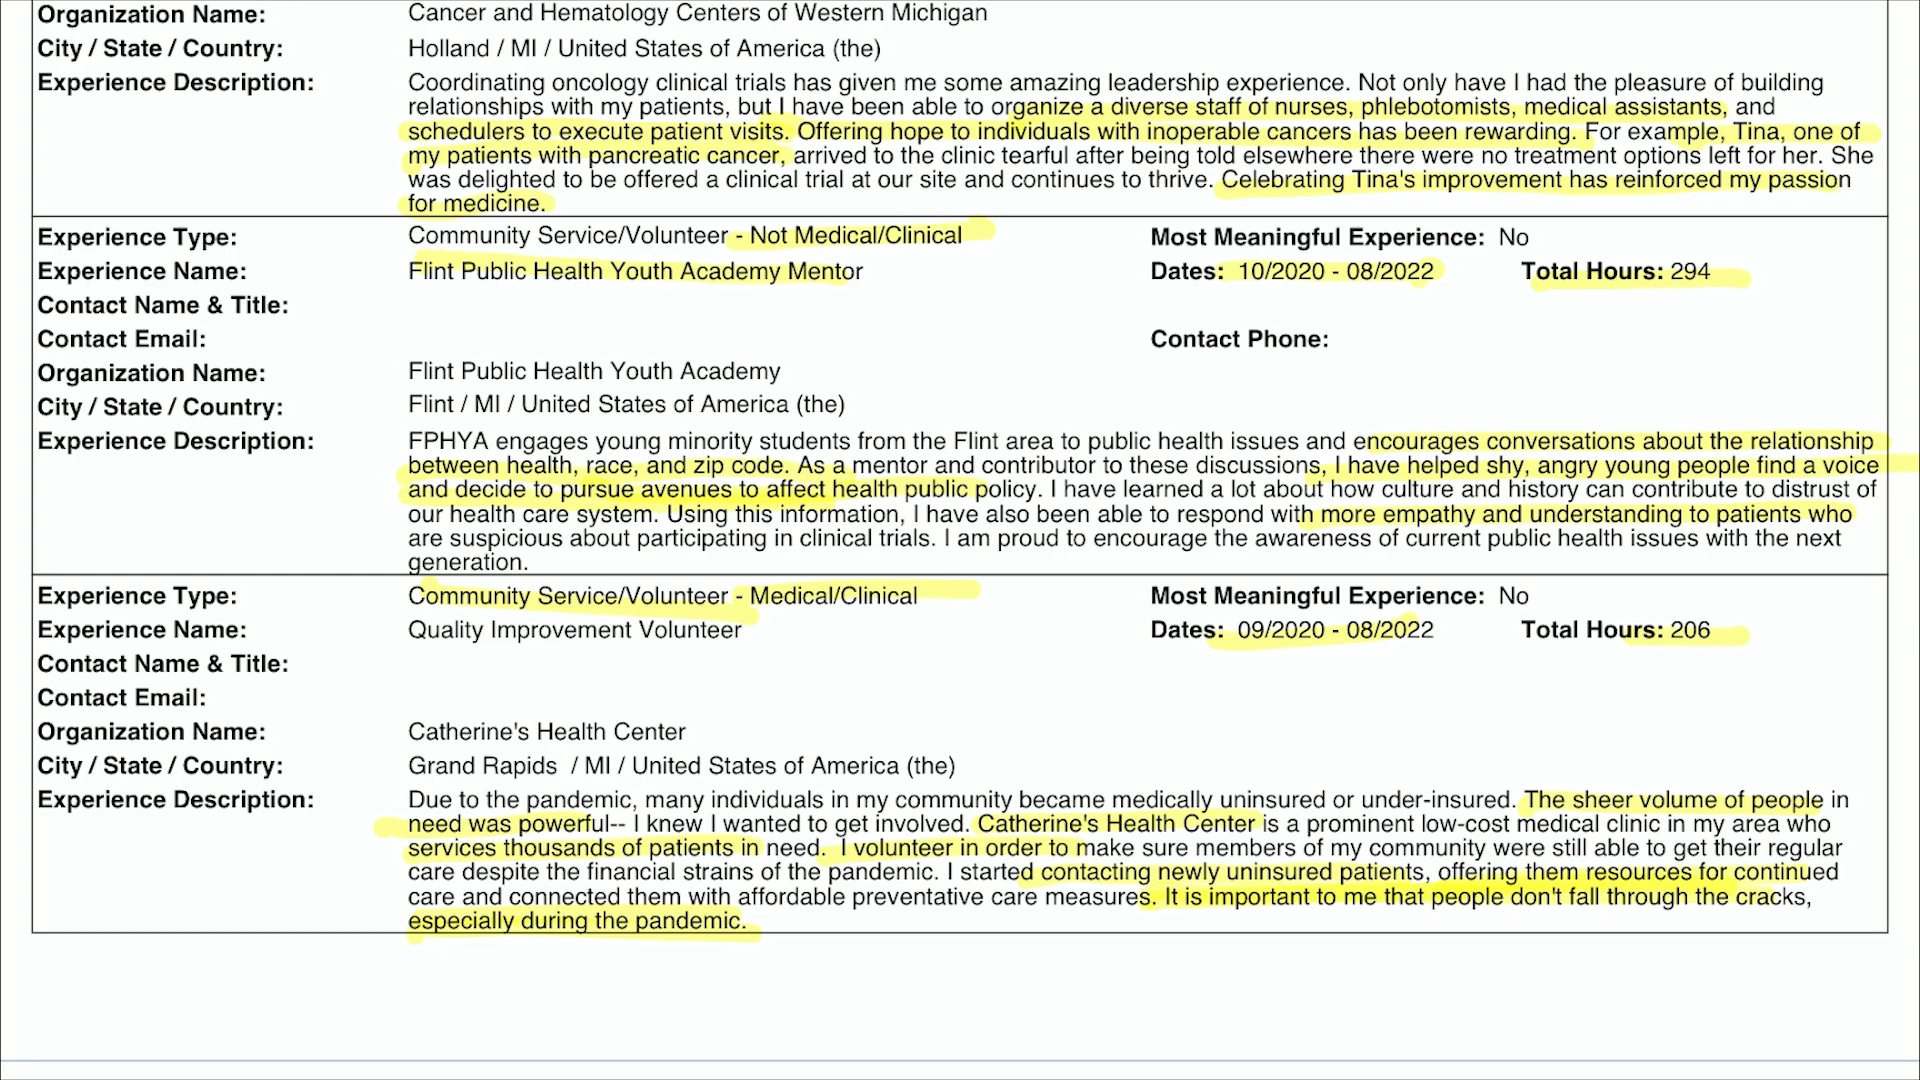 Organization Name: Cancer and Hematology Centers of Western Michigan
City / State / Country: Holland / MI / United States of America (the)
Experience Description: Coordinating oncology clinical trials has given me some amazing leadership experience. Not only have I had the pleasure of building
relationships with my patients, but I have been able to organize a diverse staff of nurses, phlebotomists, medical assistants, and
schedulers to execute patient visits. Offering hope to individuals with inoperable cancers has been rewarding. For example, Tina, one of
my patients with pancreatic cancer, arrived to the clinic tearful after being told elsewhere there were no treatment options left for her. She
was delighted to be offered a clinical trial at our site and continues to thrive. Celebrating Tina's improvement has reinforced my passion
for medicine.
Experience Type: Community Service/Volunteer - Not Medical/Clinical Most Meaningful Experience: No
Experience Name: Flint Public Health Youth Academy Mentor Dates: 10/2020 - 08/2022 Total Hours: 294
Contact Name & Title:
Contact Email: Contact Phone:
Organization Name: Flint Public Health Youth Academy
City / State / Country: Flint / MI / United States of America (the)
Experience Description: FPHYA engages young minority students from the Flint area to public health issues and encourages conversations about the relationship
between health, race, and zip code. As a mentor and contributor to these discussions, I have helped shy, angry young people find a voice
and decide to pursue avenues to affect health public policy. I have learned a lot about how culture and history can contribute to distrust of
our health care system. Using this information, I have also been able to respond with more empathy and understanding to patients who
are suspicious about participating in clinical trials. I am proud to encourage the awareness of current public health issues with the next
generation.
Experience Type: Community Service/Volunteer - Medical/Clinical Most Meaningful Experience: No
Experience Name: Quality Improvement Volunteer Dates: 09/2020 - 08/2022 Total Hours: 206
Contact Name & Title:
Contact Email:
Organization Name: Catherine's Health Center
City / State / Country: Grand Rapids / MI / United States of America (the)
Experience Description: Due to the pandemic, many individuals in my community became medically uninsured or under-insured. The sheer volume of people in
need was powerful-- I knew I wanted to get involved. Catherine's Health Center is a prominent low-cost medical clinic in my area who
services thousands of patients in need. I volunteer in order to make sure members of my community were still able to get their regular
care despite the financial strains of the pandemic. I started contacting newly uninsured patients, offering them resources for continued
care and connected them with affordable preventative care measures. It is important to me that people don't fall through the cracks,
especially during the pandemic.